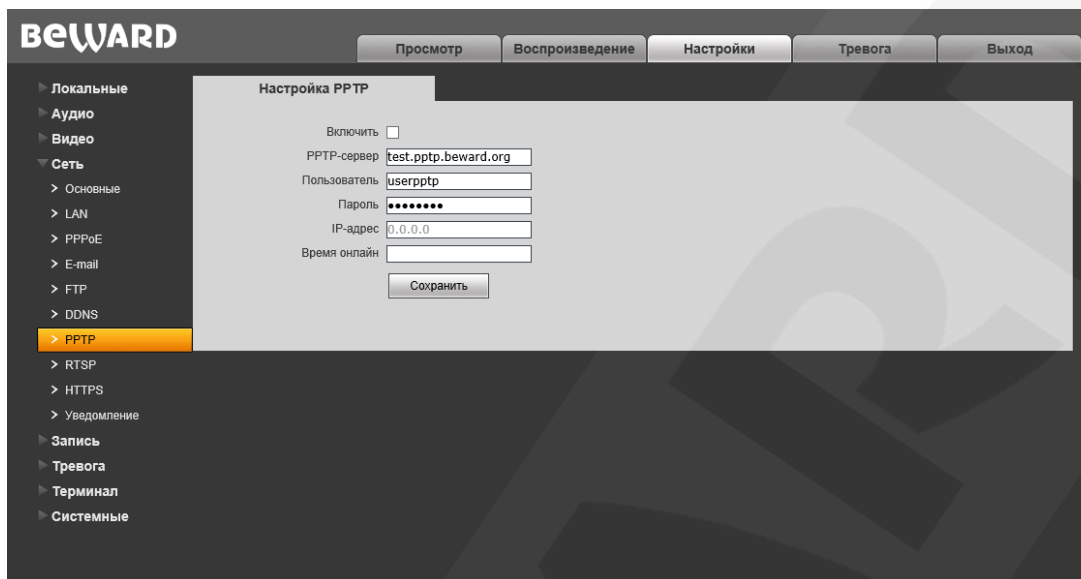 BEWARD
Просмотр
Воспроизведение
Настройки
Тревога
Выход
Локальные
Аудио
Видео
Сеть
Основные
LAN
PPPoE
E-mail
FTP
DDNS
PPTP
RTSP
HTTPS
Уведомление
Запись
Тревога
Терминал
Системные
Настройка PPTP
Включить
PPTP-сервер test.pptp.beward.org
Пользователь userpptp
Пароль ••••••••
IP-адрес 0.0.0.0
Время онлайн
Сохранить